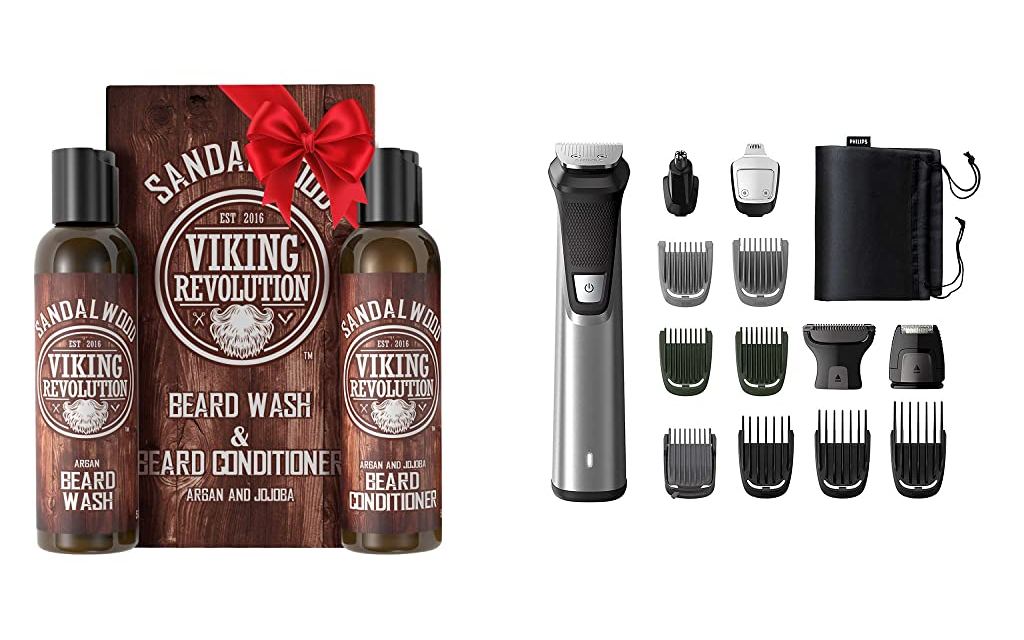 SANDALWOOD
EST 2016
VIKING
REVOLUTION
TM
BEARD WASH
&
BEARD CONDITIONER
ARGAN AND JOJOBA
SANDALWOOD
EST 2016
VIKING
REVOLUTION
ARGAN
BEARD
WASH
SANDALWOOD
EST 2016
VIKING
REVOLUTION
ARGAN AND JOJOBA
BEARD
CONDITIONER
PHILIPS